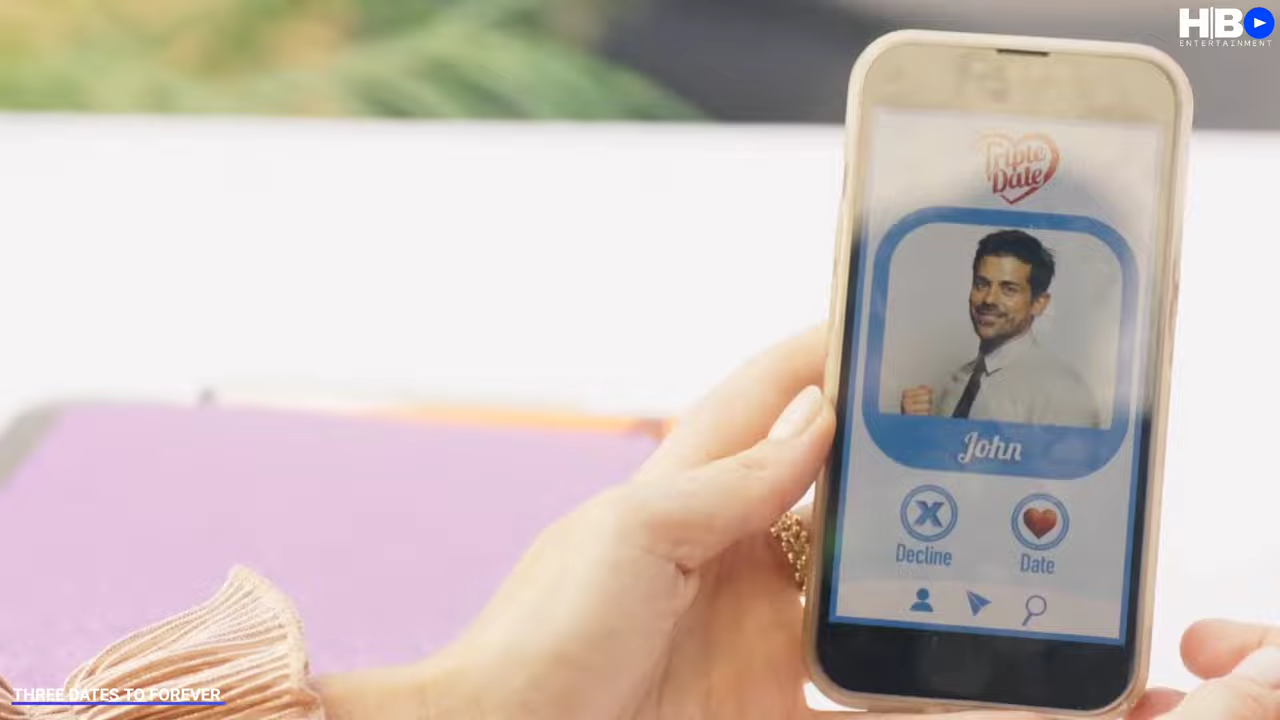 HBO
ENTERTAINMENT
Triple
Date
John
Decline
Date
THREE DATES TO FOREVER